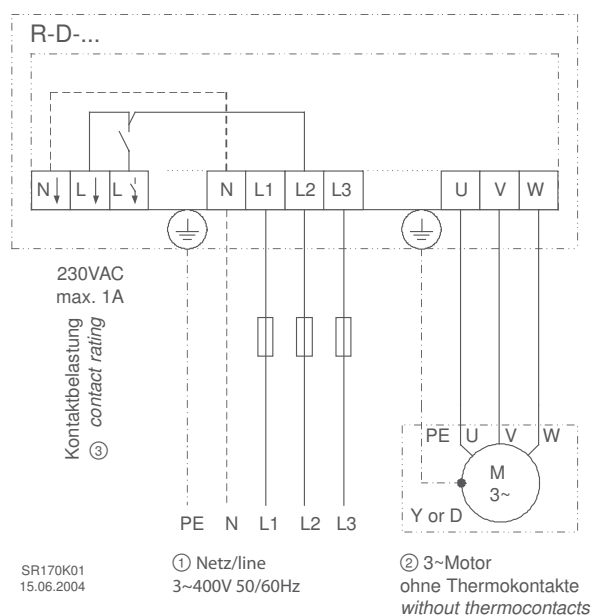 R-D-...
N L L N L1 L2 L3 U V W
230VAC
max. 1A
Kontaktbelastung
contact rating
③
PE U V W
M
3~
Y or D
PE N L1 L2 L3
SR170K01
15.06.2004
① Netz/line
3~400V 50/60Hz
② 3~Motor
ohne Thermokontakte
without thermocontacts